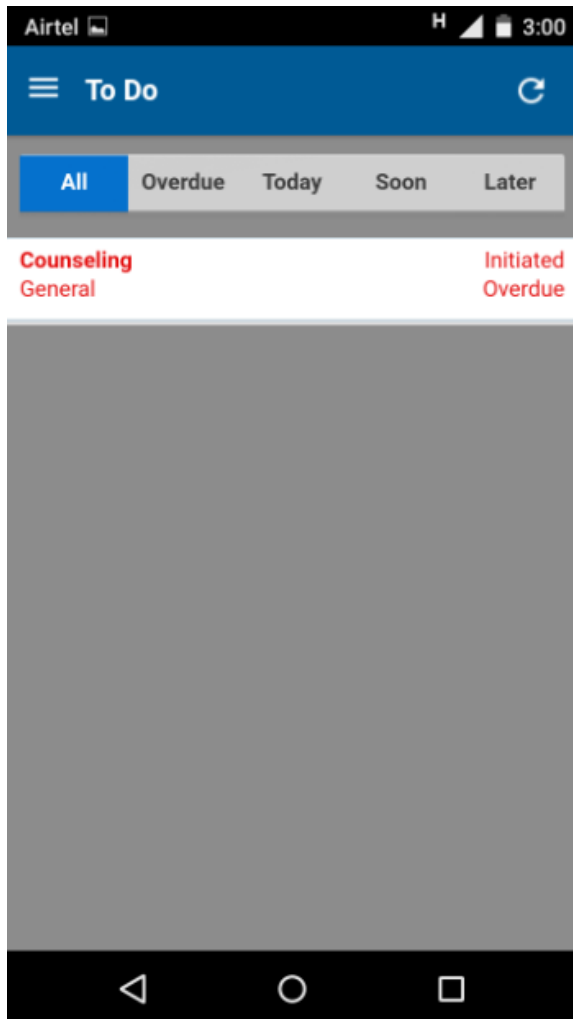 Airtel H 3:00
To Do
All Overdue Today Soon Later
Counseling Initiated
General Overdue